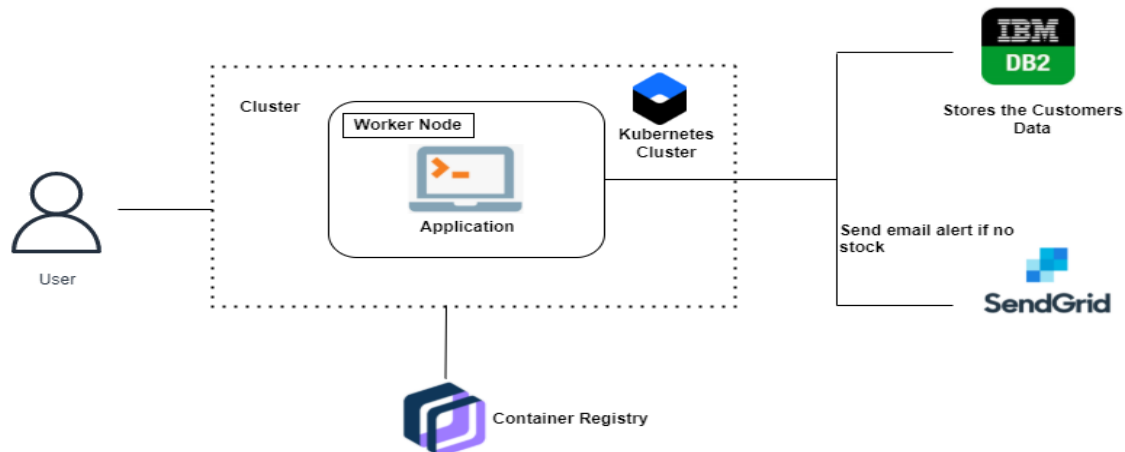 IBM
DB2
Stores the Customers
Data
Cluster
Worker Node
Kubernetes
Cluster
Application
User
Send email alert if no
stock
SendGrid
Container Registry